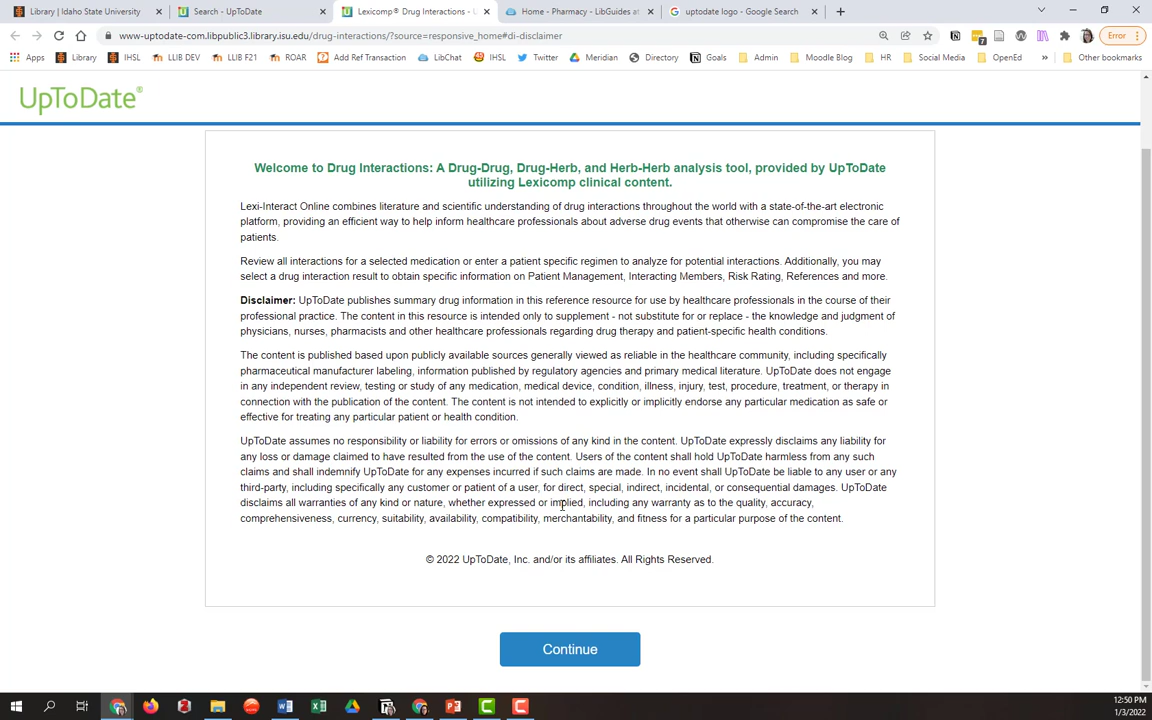 Library | Idaho State University
Search - UpToDate
Lexicomp® Drug Interactions - U
Home - Pharmacy - LibGuides at
uptodate logo - Google Search
www-uptodate-com.libpublic3.library.isu.edu/drug-interactions/?source=responsive_home#di-disclaimer
Error
Apps
Library
IHSL
LLIB DEV
LLIB F21
ROAR
Add Ref Transaction
LibChat
IHSL
Twitter
Meridian
Directory
Goals
Admin
Moodle Blog
HR
Social Media
OpenEd
»
Other bookmarks
UpToDate®
Welcome to Drug Interactions: A Drug-Drug, Drug-Herb, and Herb-Herb analysis tool, provided by UpToDate
utilizing Lexicomp clinical content.
Lexi-Interact Online combines literature and scientific understanding of drug interactions throughout the world with a state-of-the-art electronic
platform, providing an efficient way to help inform healthcare professionals about adverse drug events that otherwise can compromise the care of
patients.
Review all interactions for a selected medication or enter a patient specific regimen to analyze for potential interactions. Additionally, you may
select a drug interaction result to obtain specific information on Patient Management, Interacting Members, Risk Rating, References and more.
Disclaimer: UpToDate publishes summary drug information in this reference resource for use by healthcare professionals in the course of their
professional practice. The content in this resource is intended only to supplement - not substitute for or replace - the knowledge and judgment of
physicians, nurses, pharmacists and other healthcare professionals regarding drug therapy and patient-specific health conditions.
The content is published based upon publicly available sources generally viewed as reliable in the healthcare community, including specifically
pharmaceutical manufacturer labeling, information published by regulatory agencies and primary medical literature. UpToDate does not engage
in any independent review, testing or study of any medication, medical device, condition, illness, injury, test, procedure, treatment, or therapy in
connection with the publication of the content. The content is not intended to explicitly or implicitly endorse any particular medication as safe or
effective for treating any particular patient or health condition.
UpToDate assumes no responsibility or liability for errors or omissions of any kind in the content. UpToDate expressly disclaims any liability for
any loss or damage claimed to have resulted from the use of the content. Users of the content shall hold UpToDate harmless from any such
claims and shall indemnify UpToDate for any expenses incurred if such claims are made. In no event shall UpToDate be liable to any user or any
third-party, including specifically any customer or patient of a user, for direct, special, indirect, incidental, or consequential damages. UpToDate
disclaims all warranties of any kind or nature, whether expressed or implied, including any warranty as to the quality, accuracy,
comprehensiveness, currency, suitability, availability, compatibility, merchantability, and fitness for a particular purpose of the content.
© 2022 UpToDate, Inc. and/or its affiliates. All Rights Reserved.
Continue
12:50 PM
1/3/2022